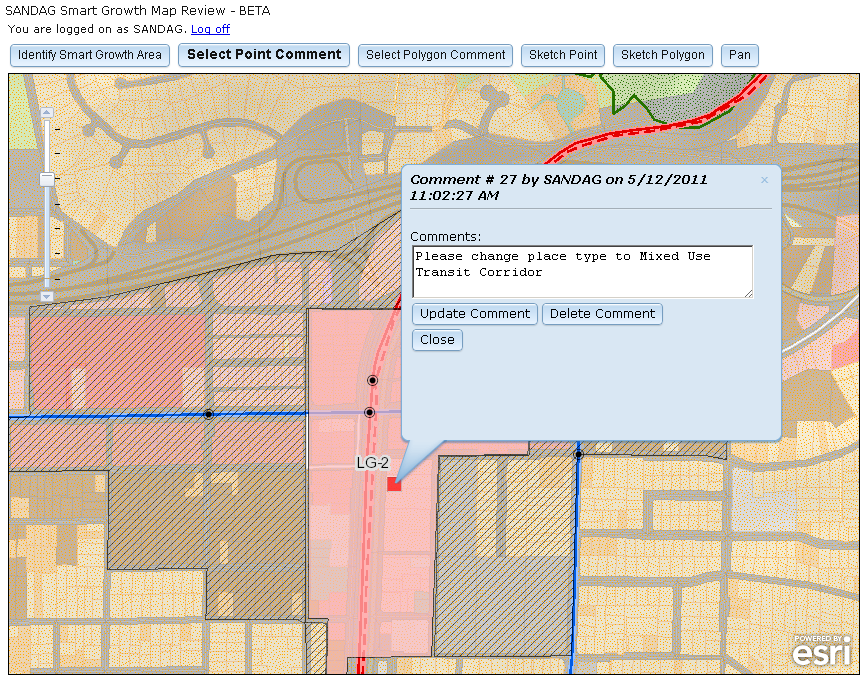 SANDAG Smart Growth Map Review - BETA
You are logged on as SANDAG. Log off
Identify Smart Growth Area Select Point Comment Select Polygon Comment Sketch Point Sketch Polygon Pan
Comment # 27 by SANDAG on 5/12/2011
11:02:27 AM
Comments:
Please change place type to Mixed Use
Transit Corridor
Update Comment Delete Comment
Close
LG-2
POWERED BY
esri